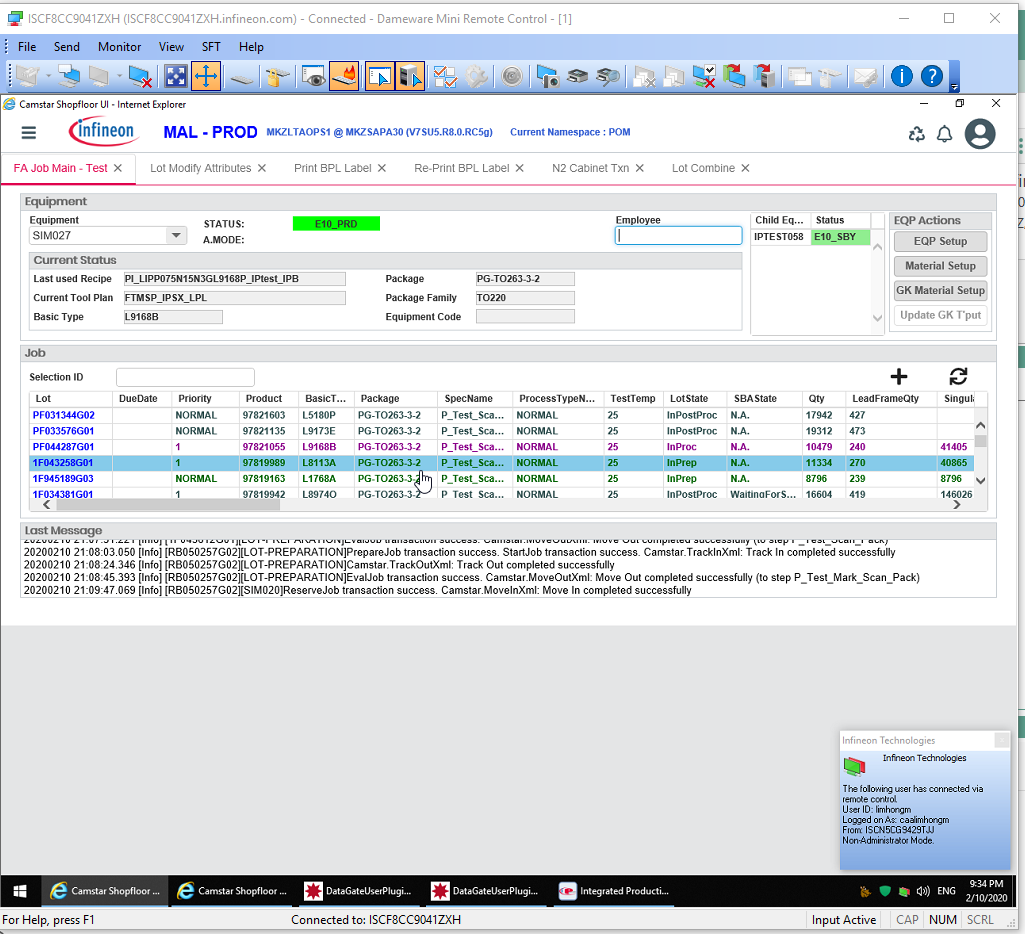 ISCF8CC9041ZXH (ISCF8CC9041ZXH.infineon.com) - Connected - Dameware Mini Remote Control - [1]
File Send Monitor View SFT Help
Camstar Shopfloor UI - Internet Explorer
infineon MAL - PROD MKZLTAOPS1 @ MKZSAPA30 (V7SU5.R8.0.RC5g) Current Namespace : POM
FA Job Main - Test Lot Modify Attributes Print BPL Label Re-Print BPL Label N2 Cabinet Txn Lot Combine
Equipment
Equipment STATUS: E10_PRD Employee Child Eq... Status EQP Actions
SIM027 A.MODE: IPTEST058 E10_SBY EQP Setup
Current Status Material Setup
Last used Recipe PI_LIPP075N15N3GL9168P_IPtest_IPB Package PG-TO263-3-2
Current Tool Plan FTMSP_IPSX_LPL Package Family TO220 GK Material Setup
Basic Type L9168B Equipment Code Update GK T'put
Job
Selection ID
Lot DueDate Priority Product BasicT... Package SpecName ProcessTypeN... TestTemp LotState SBAState Qty LeadFrameQty Singula
PF031344G02 NORMAL 97821603 L5180P PG-TO263-3-2 P_Test_Sca... NORMAL 25 InPostProc N.A. 17942 427
PF033576G01 NORMAL 97821135 L9173E PG-TO263-3-2 P_Test_Sca... NORMAL 25 InPostProc N.A. 19312 473
PF044287G01 1 97821055 L9168B PG-TO263-3-2 P_Test_Sca... NORMAL 25 InProc N.A. 10479 240 41405
1F043258G01 1 97819989 L8113A PG-TO263-3-2 P_Test_Sca... NORMAL 25 InPrep N.A. 11334 270 40865
1F945189G03 NORMAL 97819163 L1768A PG-TO263-3-2 P_Test_Sca... NORMAL 25 InPrep N.A. 8796 239 8796
1F034381G01 1 97819942 L8974O PG-TO263-3-2 P_Test_Sca... NORMAL 25 InPostProc WaitingForS... 16604 419 146026
Last Message
20200210 21:08:03.050 [Info] [RB050257G02][LOT-PREPARATION]PrepareJob transaction success. StartJob transaction success. Camstar.TrackInXml: Track In completed successfully
20200210 21:08:24.346 [Info] [RB050257G02][LOT-PREPARATION]Camstar.TrackOutXml: Track Out completed successfully
20200210 21:08:45.393 [Info] [RB050257G02][LOT-PREPARATION]EvalJob transaction success. Camstar.MoveOutXml: Move Out completed successfully (to step P_Test_Mark_Scan_Pack)
20200210 21:09:47.069 [Info] [RB050257G02][SIM020]ReserveJob transaction success. Camstar.MoveInXml: Move In completed successfully
Infineon Technologies
Infineon Technologies
The following user has connected via
remote control.
User ID: limhongm
Logged on As: caalimhongm
From: ISCN5CG9429TJJ
Non-Administrator Mode.
Camstar Shopfloor ... Camstar Shopfloor ... DataGateUserPlugi... DataGateUserPlugi... Integrated Producti... ENG 9:34 PM
2/10/2020
For Help, press F1 Connected to: ISCF8CC9041ZXH Input Active CAP NUM SCRL